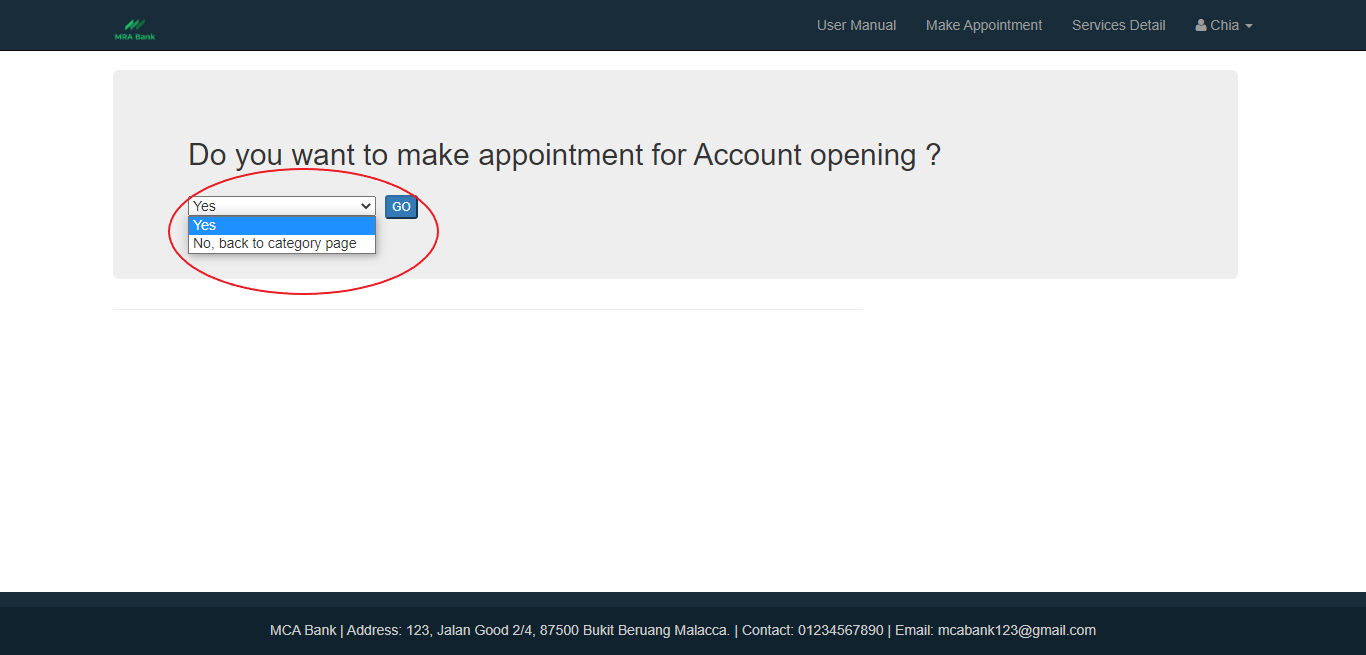 MRA Bank
User Manual Make Appointment Services Detail Chia
Do you want to make appointment for Account opening ?
Yes GO
Yes
No, back to category page
MCA Bank | Address: 123, Jalan Good 2/4, 87500 Bukit Beruang Malacca. | Contact: 01234567890 | Email: mcabank123@gmail.com